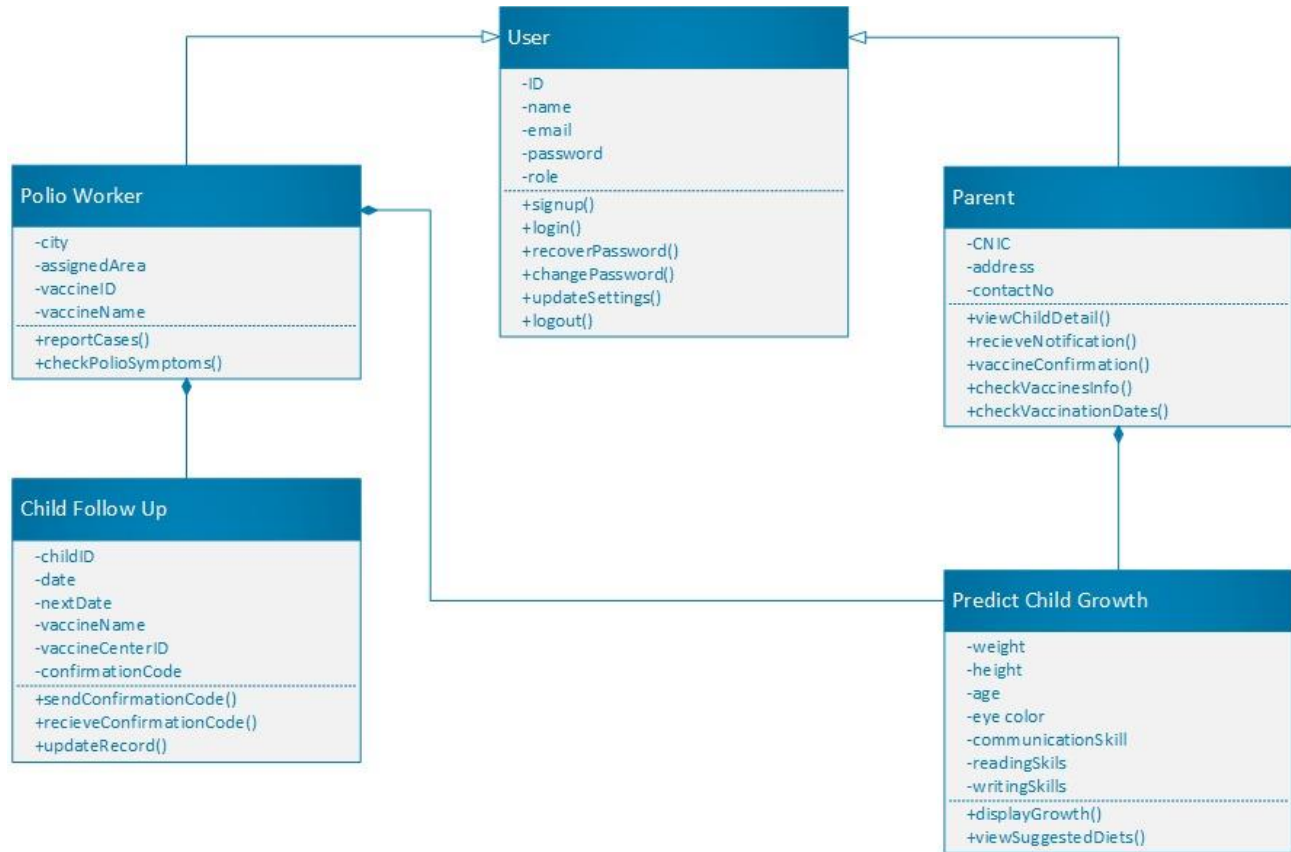 User
-ID
-name
-email
-password
-role
+signup()
+login()
+recoverPassword()
+changePassword()
+updateSettings()
+logout()
Polio Worker
-city
-assignedArea
-vaccineID
-vaccineName
+reportCases()
+checkPolioSymptoms()
Parent
-CNIC
-address
-contactNo
+viewChildDetail()
+recieveNotification()
+vaccineConfirmation()
+checkVaccinesInfo()
+checkVaccinationDates()
Child Follow Up
-childID
-date
-nextDate
-vaccineName
-vaccineCenterID
-confirmationCode
+sendConfirmationCode()
+recieveConfirmationCode()
+updateRecord()
Predict Child Growth
-weight
-height
-age
-eye color
-communicationSkill
-readingSkils
-writingSkills
+displayGrowth()
+viewSuggestedDiets()